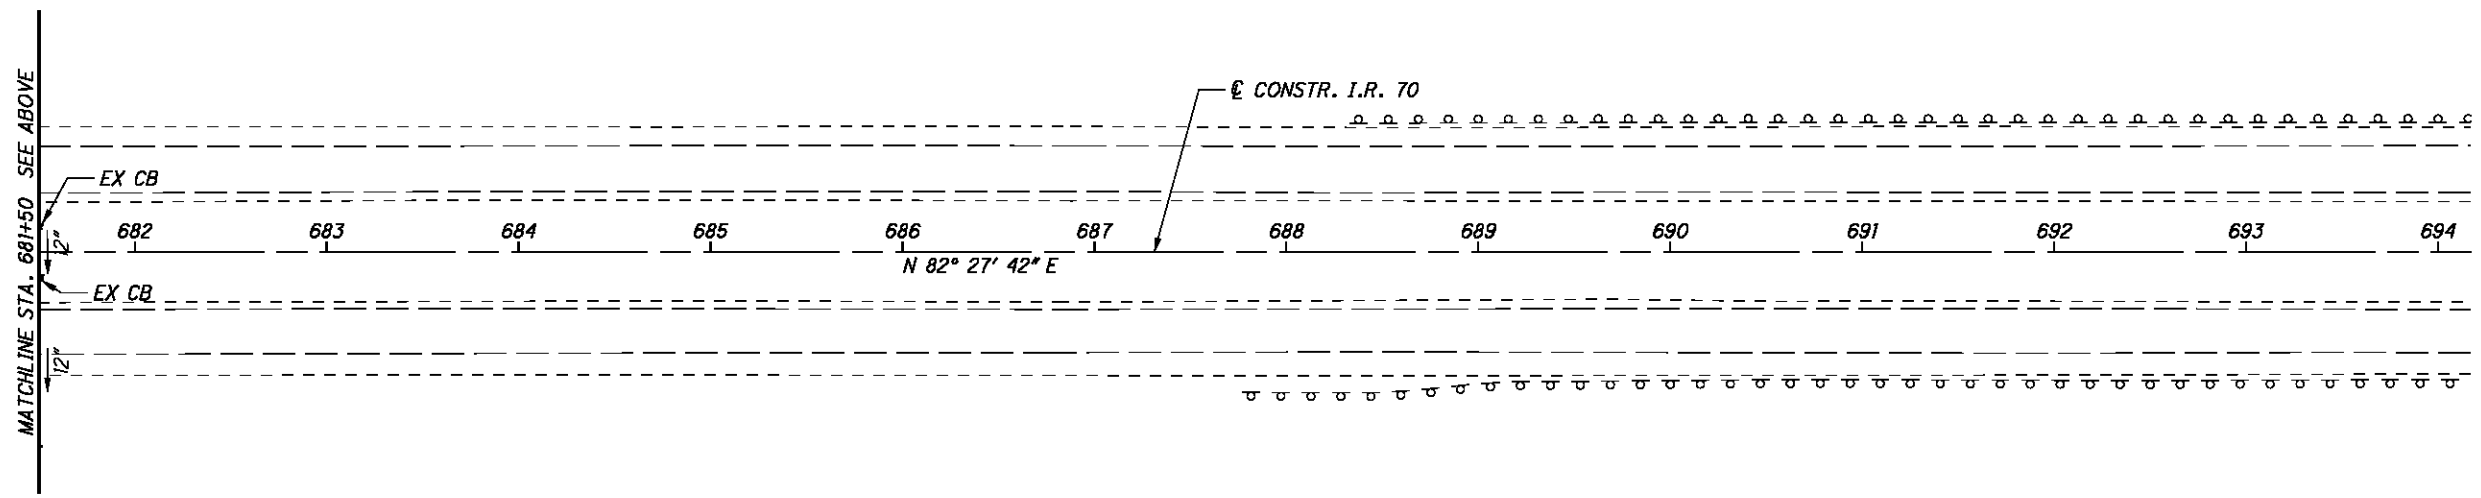 MATCHLINE STA. 681+50 SEE ABOVE
℄ CONSTR. I.R. 70
EX CB
12"
682 683 684 685 686 687 688 689 690 691 692 693 694
N 82° 27' 42" E
EX CB
12"